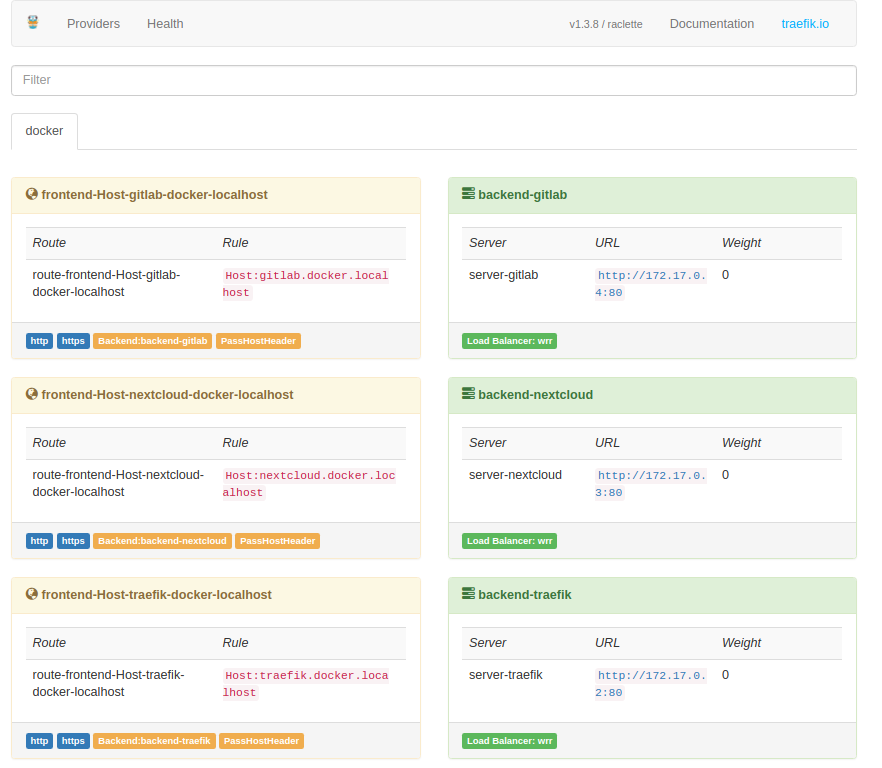 Providers Health v1.3.8 / raclette Documentation traefik.io
Filter
docker
frontend-Host-gitlab-docker-localhost
Route Rule
route-frontend-Host-gitlab- Host:gitlab.docker.local
docker-localhost host
http https Backend:backend-gitlab PassHostHeader
backend-gitlab
Server URL Weight
server-gitlab http://172.17.0. 0
4:80
Load Balancer: wrr
frontend-Host-nextcloud-docker-localhost
Route Rule
route-frontend-Host-nextcloud- Host:nextcloud.docker.loc
docker-localhost alhost
http https Backend:backend-nextcloud PassHostHeader
backend-nextcloud
Server URL Weight
server-nextcloud http://172.17.0. 0
3:80
Load Balancer: wrr
frontend-Host-traefik-docker-localhost
Route Rule
route-frontend-Host-traefik- Host:traefik.docker.loca
docker-localhost lhost
http https Backend:backend-traefik PassHostHeader
backend-traefik
Server URL Weight
server-traefik http://172.17.0. 0
2:80
Load Balancer: wrr